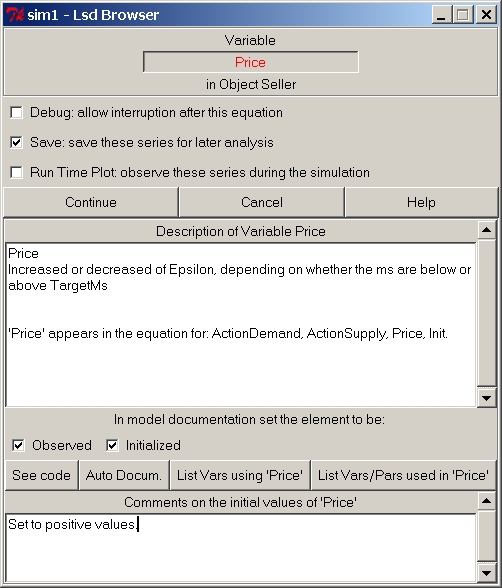 sim1 - Lsd Browser
Variable
Price
in Object Seller
Debug: allow interruption after this equation
Save: save these series for later analysis
Run Time Plot: observe these series during the simulation
Continue Cancel Help
Description of Variable Price
Price
Increased or decreased of Epsilon, depending on whether the ms are below or
above TargetMs
'Price' appears in the equation for: ActionDemand, ActionSupply, Price, Init.
In model documentation set the element to be:
Observed Initialized
See code Auto Docum. List Vars using 'Price' List Vars/Pars used in 'Price'
Comments on the initial values of 'Price'
Set to positive values.